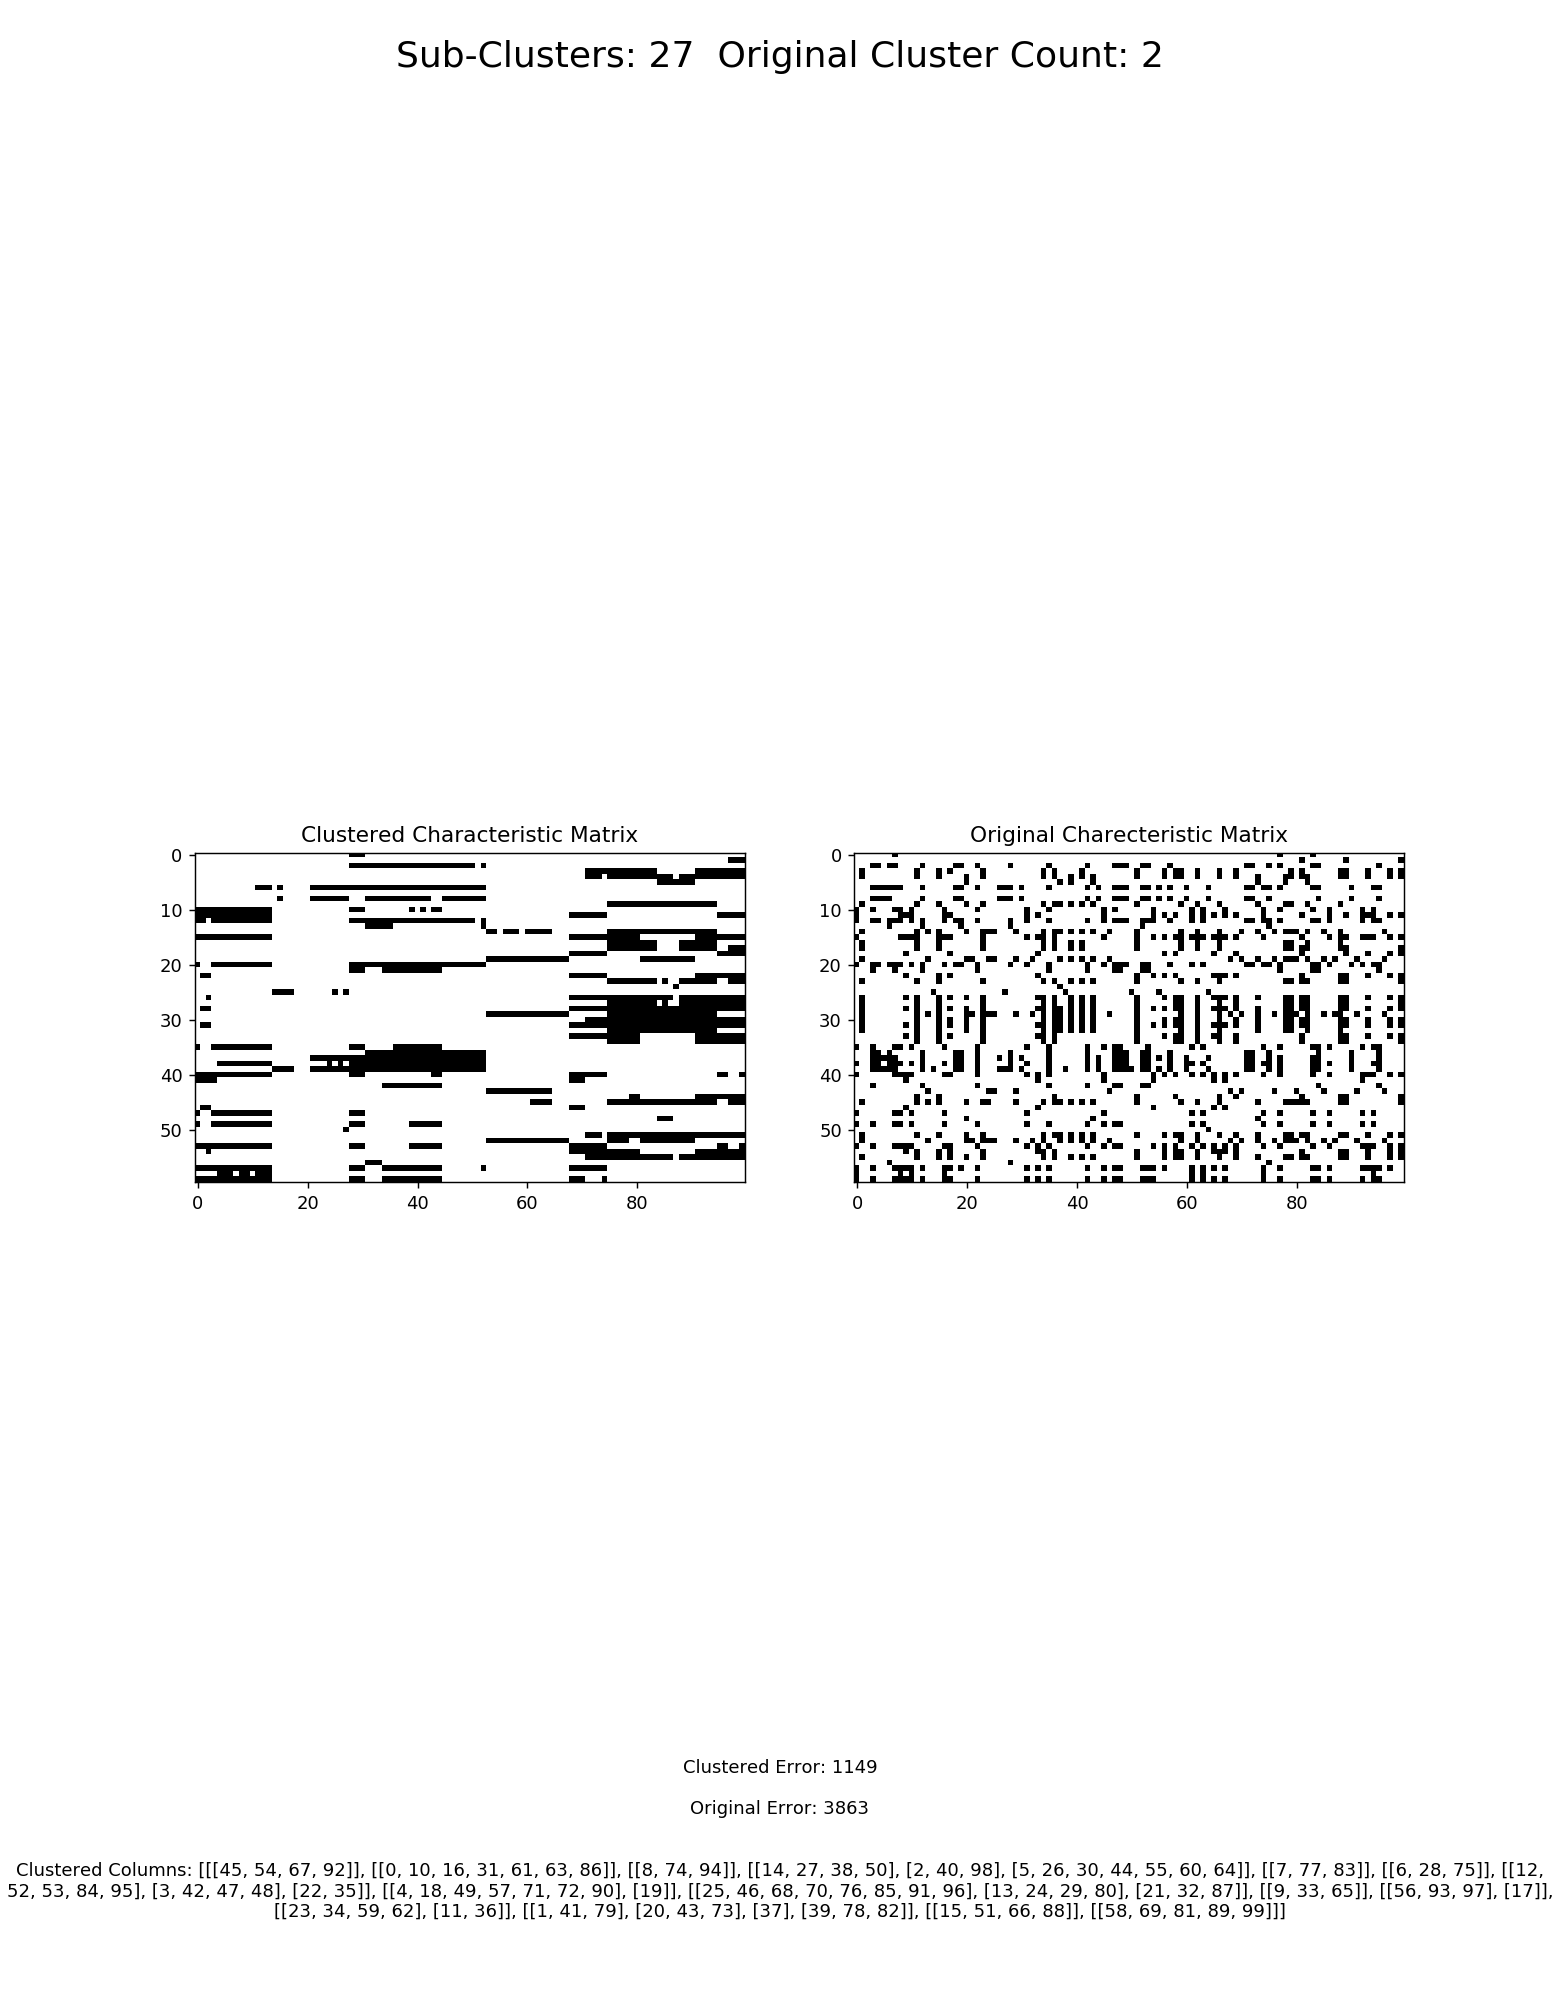 Sub-Clusters: 27  Original Cluster Count: 2
Clustered Characteristic Matrix
Original Charecteristic Matrix
0
10
20
30
40
50
0
20
40
60
80
0
10
20
30
40
50
0
20
40
60
80
Clustered Error: 1149
Original Error: 3863
Clustered Columns: [[[45, 54, 67, 92]], [[0, 10, 16, 31, 61, 63, 86]], [[8, 74, 94]], [[14, 27, 38, 50], [2, 40, 98], [5, 26, 30, 44, 55, 60, 64]], [[7, 77, 83]], [[6, 28, 75]], [[12,
52, 53, 84, 95], [3, 42, 47, 48], [22, 35]], [[4, 18, 49, 57, 71, 72, 90], [19]], [[25, 46, 68, 70, 76, 85, 91, 96], [13, 24, 29, 80], [21, 32, 87]], [[9, 33, 65]], [[56, 93, 97], [17]],
[[23, 34, 59, 62], [11, 36]], [[1, 41, 79], [20, 43, 73], [37], [39, 78, 82]], [[15, 51, 66, 88]], [[58, 69, 81, 89, 99]]]